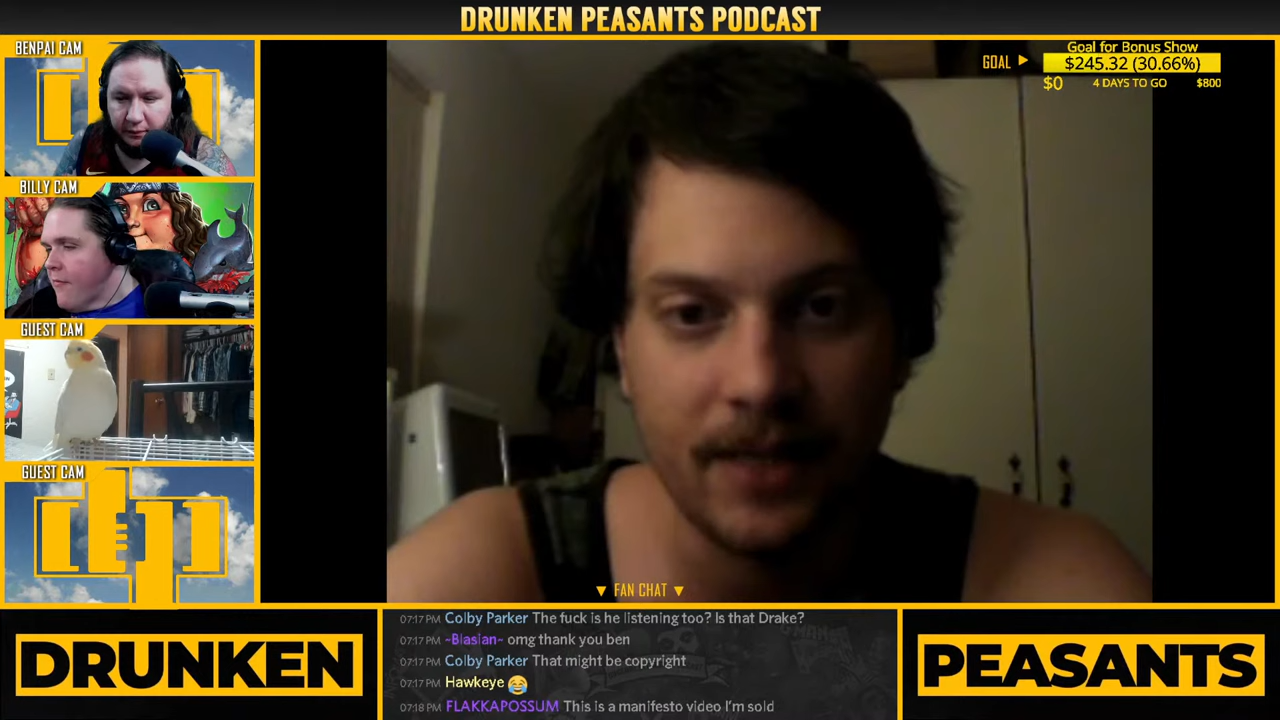 DRUNKEN PEASANTS PODCAST
BENPAI CAM
BILLY CAM
GUEST CAM
GUEST CAM
GOAL ▶
Goal for Bonus Show
$245.32 (30.66%)
$0 4 DAYS TO GO $800
▼ FAN CHAT ▼
07:17 PM Colby Parker The fuck is he listening too? Is that Drake?
07:17 PM ~Blasian~ omg thank you ben
07:17 PM Colby Parker That might be copyright
07:17 PM Hawkeye 😂
07:18 PM FLAKKAPOSSUM This is a manifesto video I'm sold
DRUNKEN
PEASANTS